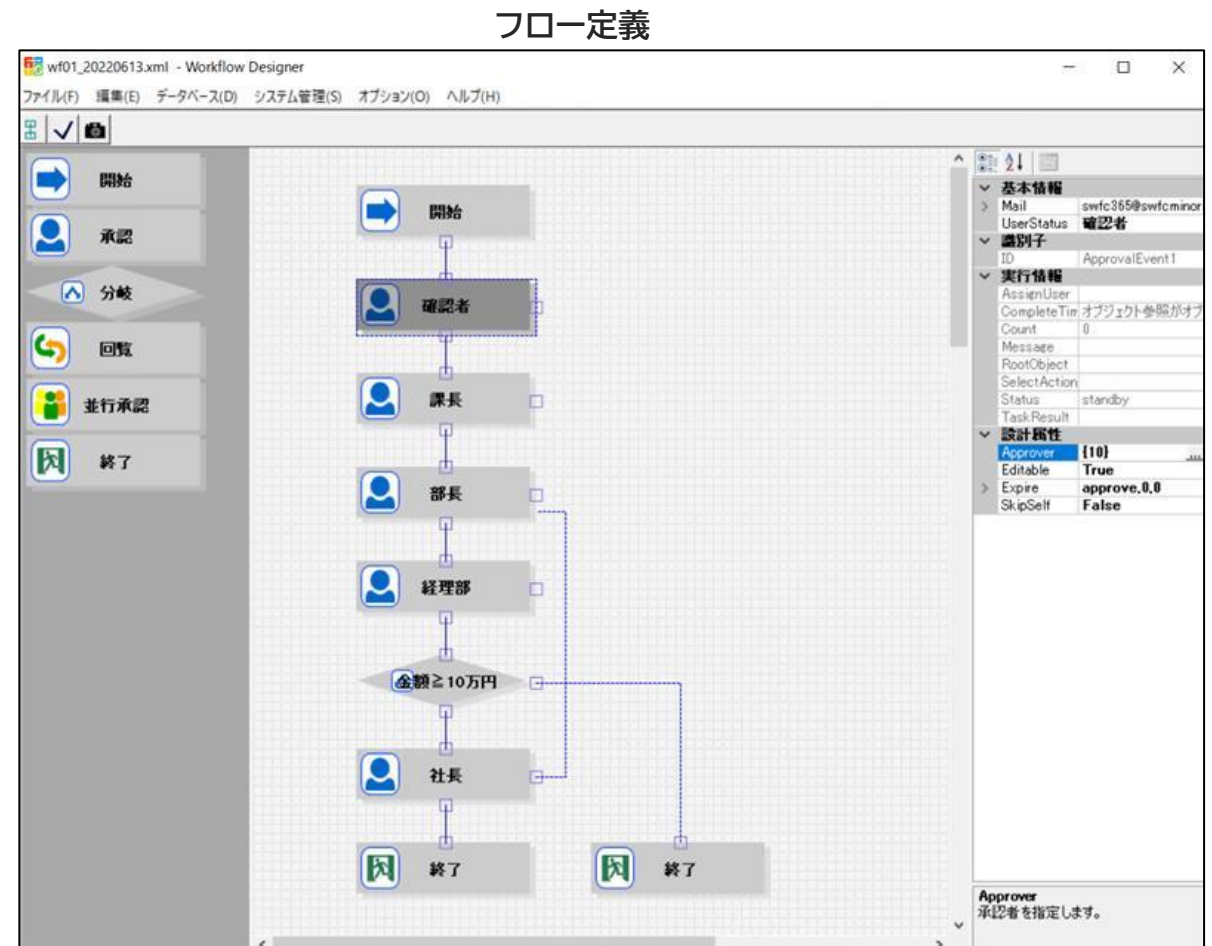 フロー定義
wf01_20220613.xml - Workflow Designer
ファイル(F) 編集(E) データベース(D) システム管理(S) オプション(O) ヘルプ(H)
開始
承認
分岐
回覧
並行承認
終了
開始
確認者
課長
部長
経理部
金額≧10万円
社長
終了
終了
基本情報
Mail swfc365@swfcminor
UserStatus 確認者
識別子
ID ApprovalEvent1
実行情報
AssignUser
CompleteTim オブジェクト参照がオブ
Count 0
Message
RootObject
SelectAction
Status standby
TaskResult
設計属性
Approver {10} ...
Editable True
Expire approve,0,0
SkipSelf False
Approver
承認者を指定します。